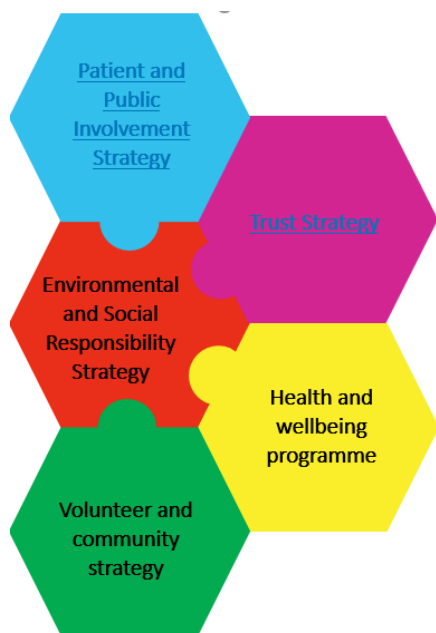 Patient and
Public
Involvement
Strategy
Trust Strategy
Environmental
and Social
Responsibility
Strategy
Health and
wellbeing
programme
Volunteer and
community
strategy